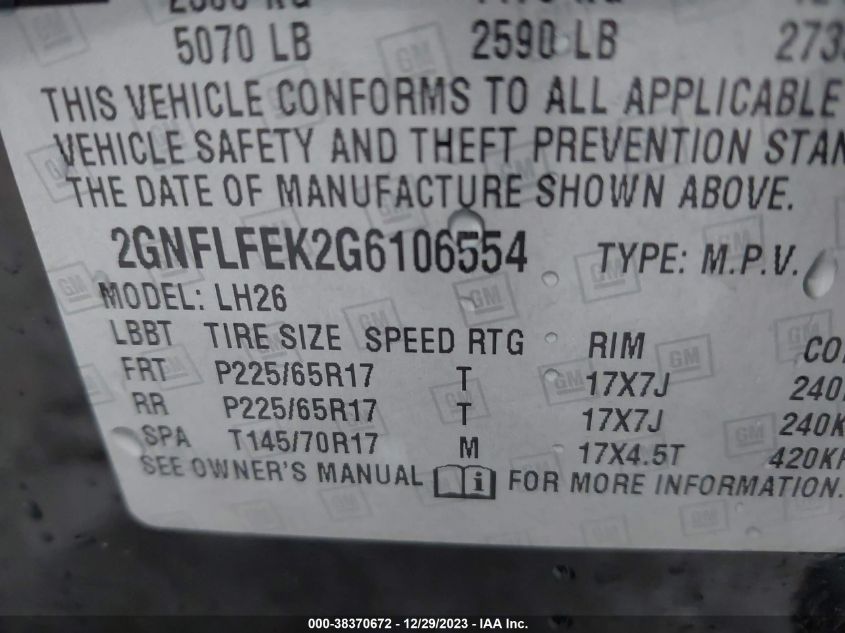 5070 LB 2590 LB
THIS VEHICLE CONFORMS TO ALL APPLICABLE
VEHICLE SAFETY AND THEFT PREVENTION
THE DATE OF MANUFACTURE SHOWN ABOVE.
2GNFLFEK2G6106554 TYPE: M.P.V.
MODEL: LH26
LBBT TIRE SIZE SPEED RTG RIM
FRT P225/65R17 T 17X7J
RR P225/65R17 T 17X7J
SPA T145/70R17 M 17X4.5T
SEE OWNER'S MANUAL i FOR MORE INFORMATION.
000-38370672 - 12/29/2023 - IAA Inc.